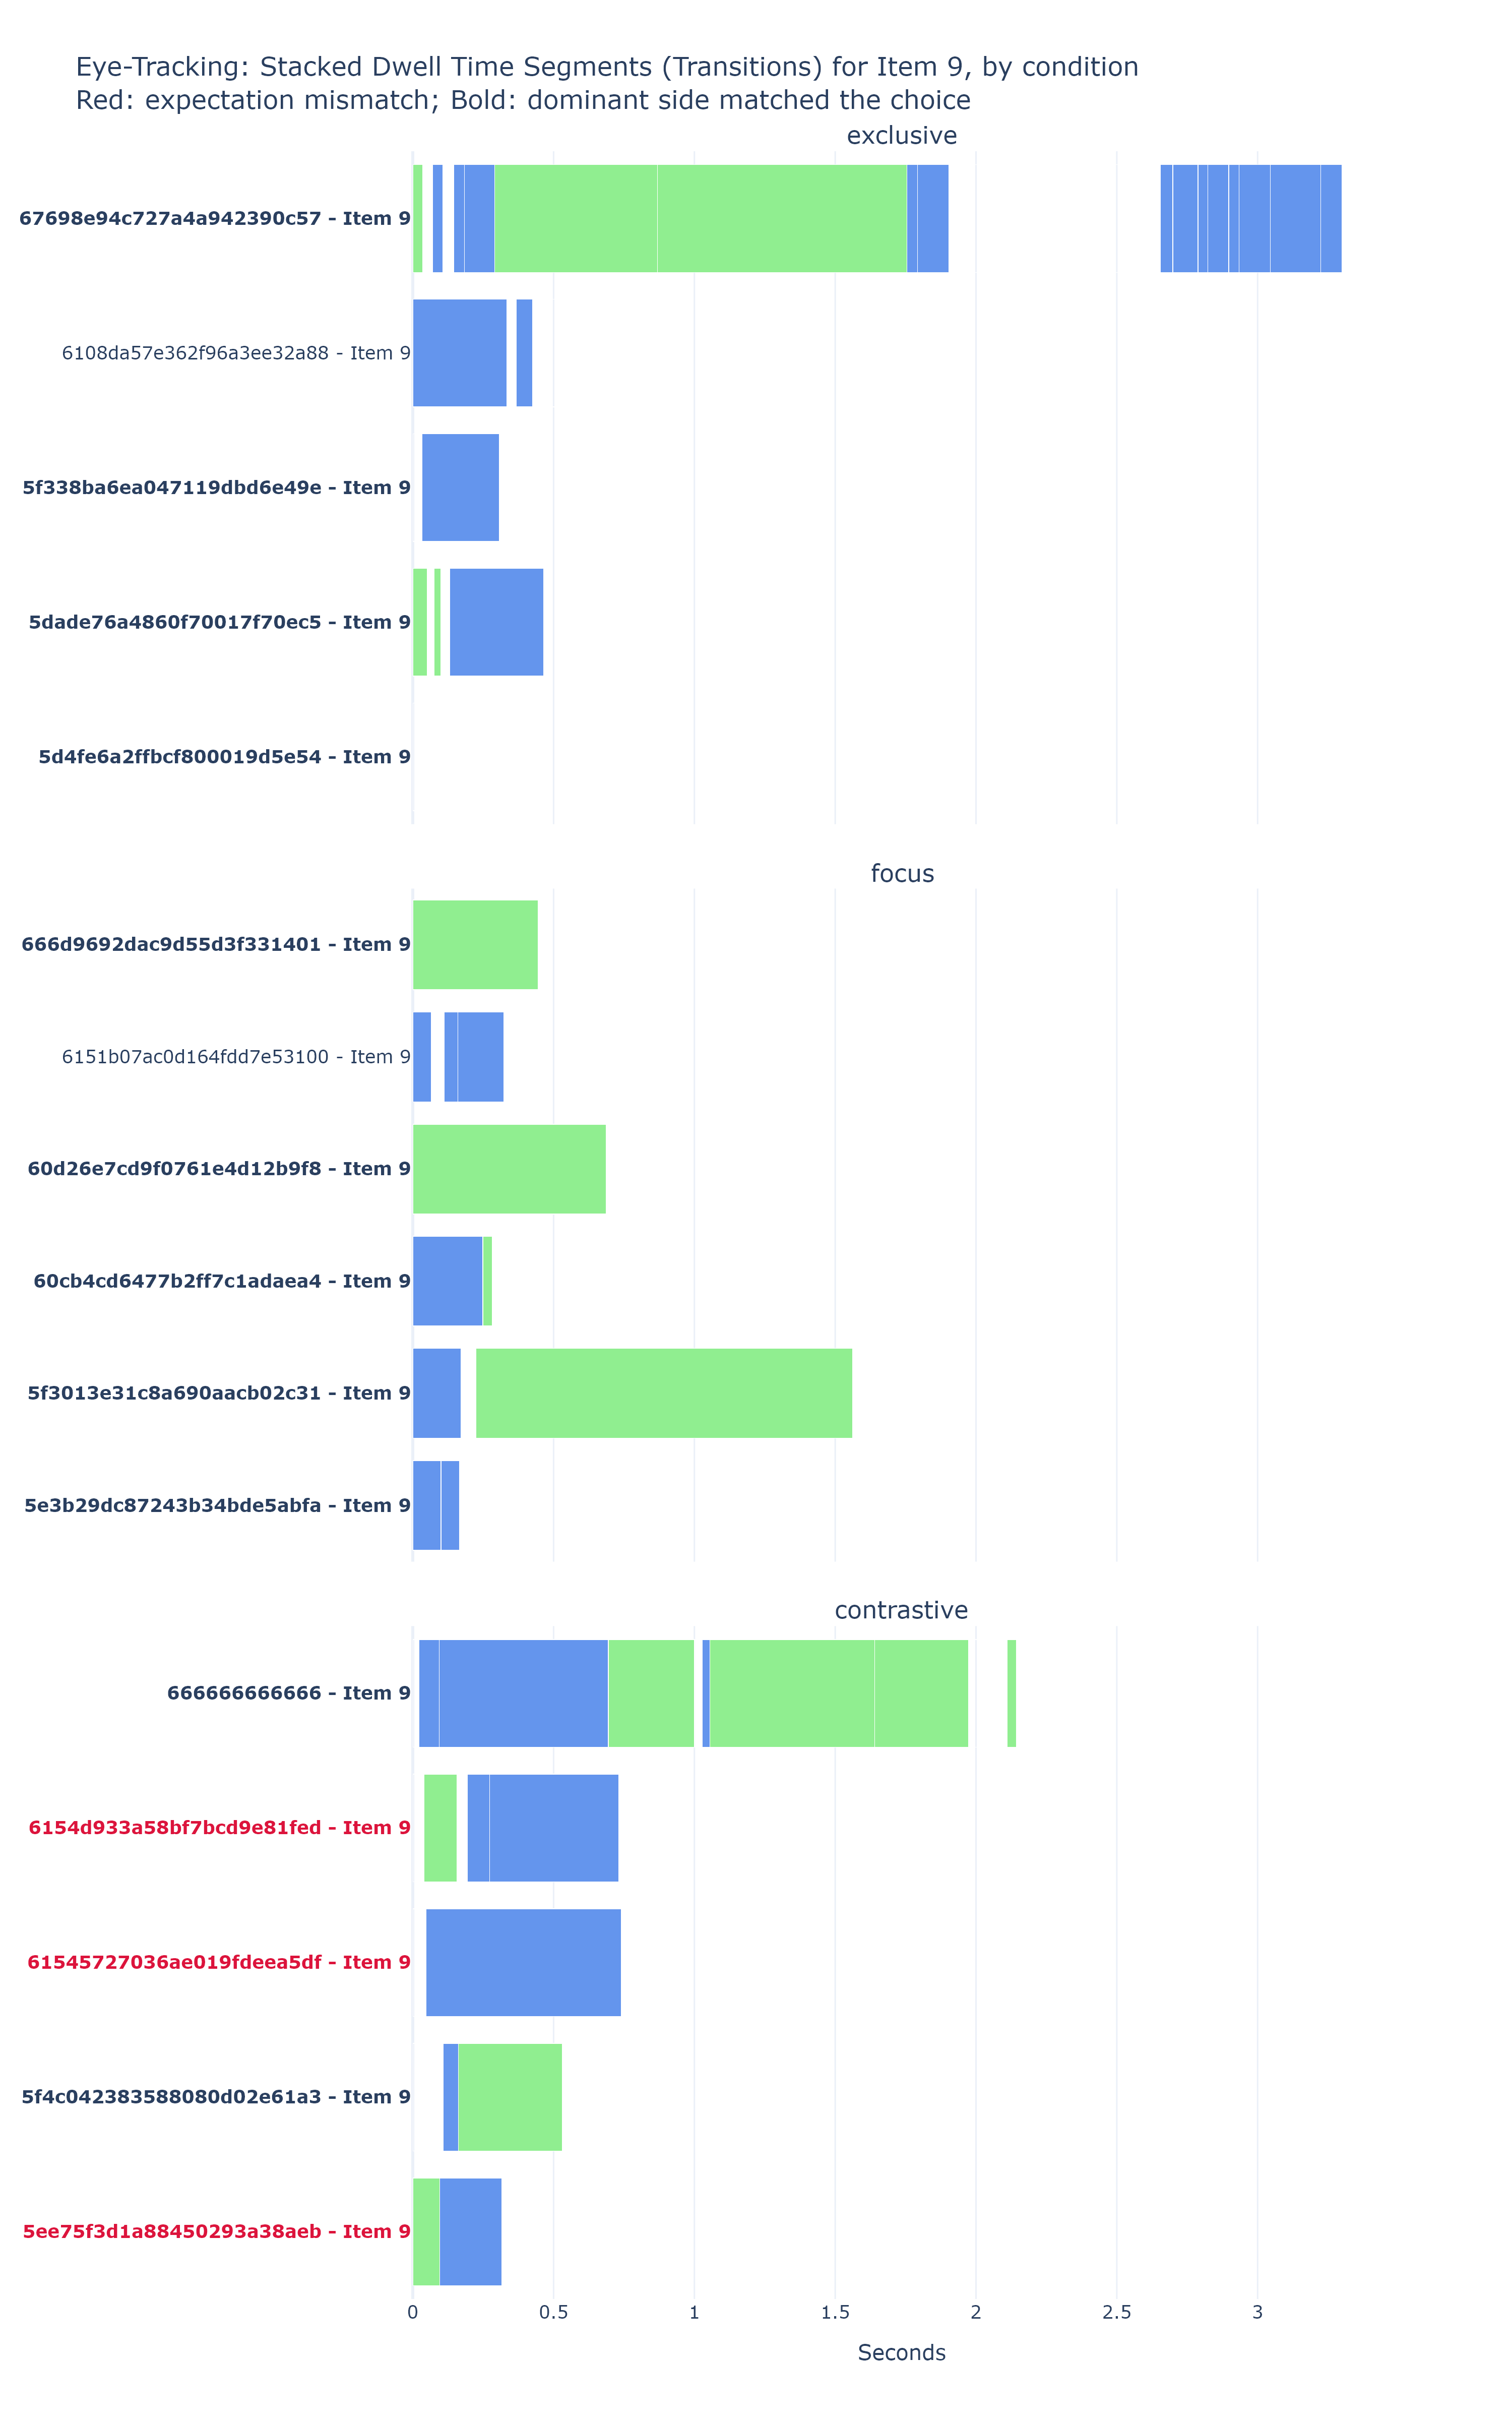 Eye-Tracking: Stacked Dwell Time Segments (Transitions) for Item 9, by condition
Red: expectation mismatch; Bold: dominant side matched the choice
exclusive
67698e94c727a4a942390c57 - Item 9
6108da57e362f96a3ee32a88 - Item 9
5f338ba6ea047119dbd6e49e - Item 9
5dade76a4860f70017f70ec5 - Item 9
5d4fe6a2ffbcf800019d5e54 - Item 9
focus
666d9692dac9d55d3f331401 - Item 9
6151b07ac0d164fdd7e53100 - Item 9
60d26e7cd9f0761e4d12b9f8 - Item 9
60cb4cd6477b2ff7c1adaea4 - Item 9
5f3013e31c8a690aacb02c31 - Item 9
5e3b29dc87243b34bde5abfa - Item 9
contrastive
666666666666 - Item 9
6154d933a58bf7bcd9e81fed - Item 9
61545727036ae019fdeea5df - Item 9
5f4c042383588080d02e61a3 - Item 9
5ee75f3d1a88450293a38aeb - Item 9
0 0.5 1 1.5 2 2.5 3
Seconds